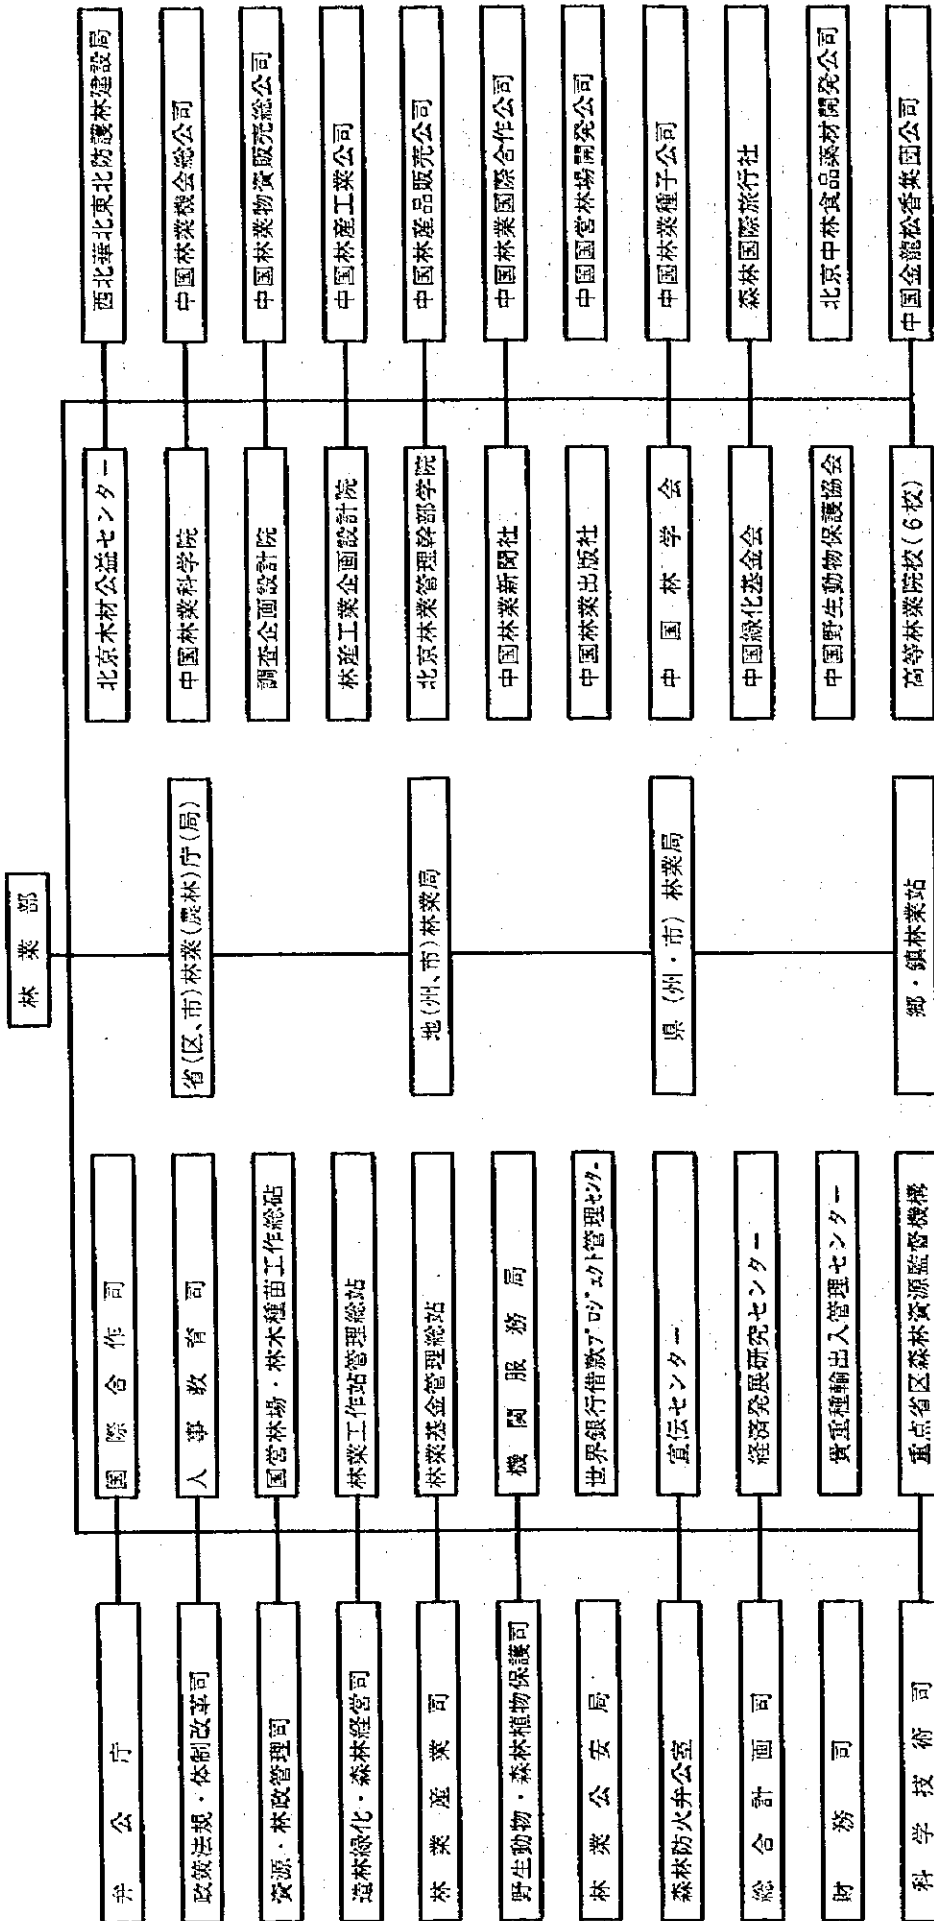 林業部
弁公庁
政策法規・体制改革司
資源・林政管理司
造林緑化・森林経営司
林業産業司
野生動物・森林植物保護司
林業公安局
森林防火弁公室
総合計画司
財務司
科学技術司
国際合作司
人事教育司
国営林場・林木種苗工作総站
林業工作站管理総站
林業基金管理総站
機関服務局
世界銀行借款プロジェクト管理センター
宣伝センター
経済発展研究センター
貴重種輸出入管理センター
重点省区森林資源監督機構
省(区、市)林業(農林)庁(局)
地(州、市)林業局
県(州・市)林業局
郷・鎮林業站
北京木材公益センター
中国林業科学院
調査企画設計院
林産工業企画設計院
北京林業管理幹部学院
中国林業新聞社
中国林業出版社
中国林学会
中国緑化基金会
中国野生動物保護協会
高等林業院校(6校)
西北華北東北防護林建設局
中国林業機会総公司
中国林業物資販売総公司
中国林産工業公司
中国林産品販売公司
中国林業国際合作公司
中国国営林場開発公司
中国林業種子公司
森林国際旅行社
北京中林食品薬材開発公司
中国金龍松香集団公司